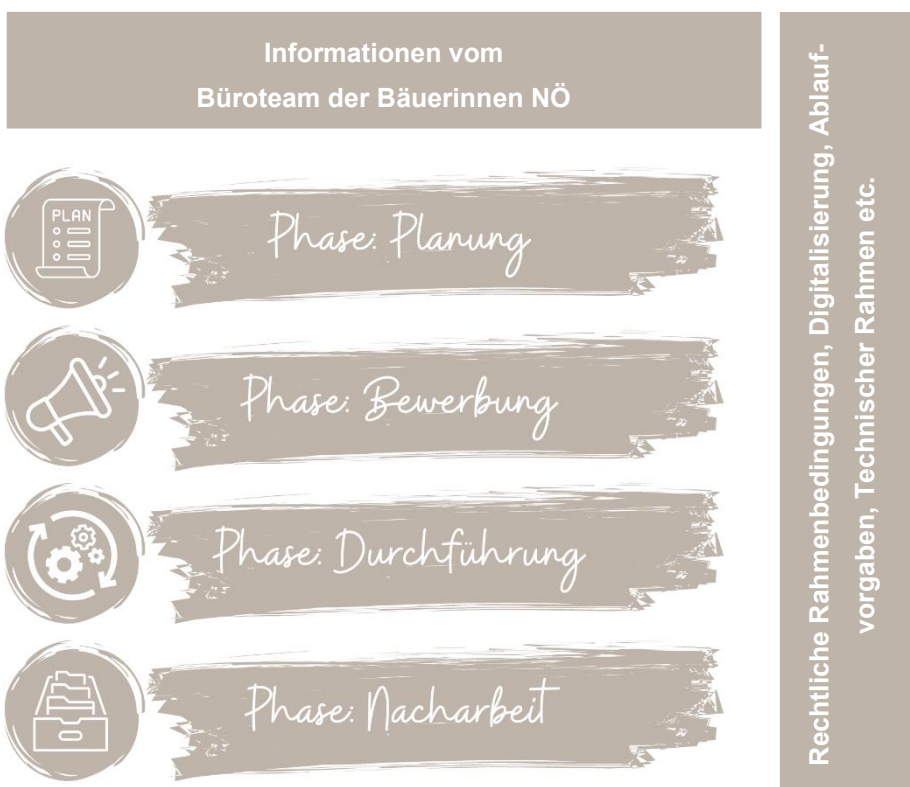 Informationen vom
Büroteam der Bäuerinnen NÖ
PLAN
Phase: Planung
Phase: Bewerbung
Phase: Durchführung
Phase: Nacharbeit
Rechtliche Rahmenbedingungen, Digitalisierung, Ablauf-
vorgaben, Technischer Rahmen etc.